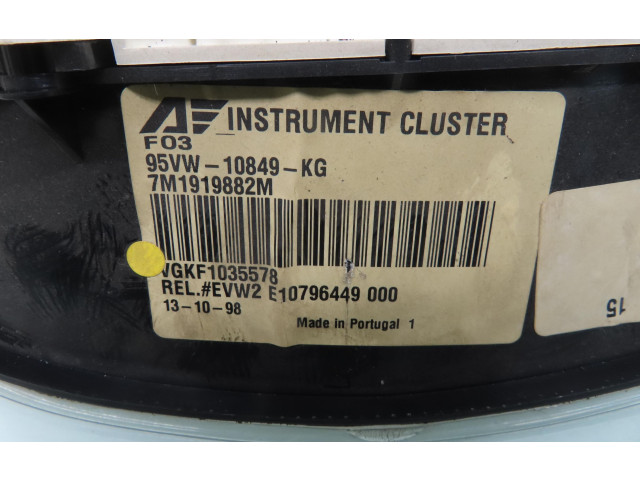 AF INSTRUMENT CLUSTER
F03
95VW-10849-KG
7M1919882M
VGKF1035578
REL.#EVW2 E10796449 000
13-10-98
Made in Portugal 1
15